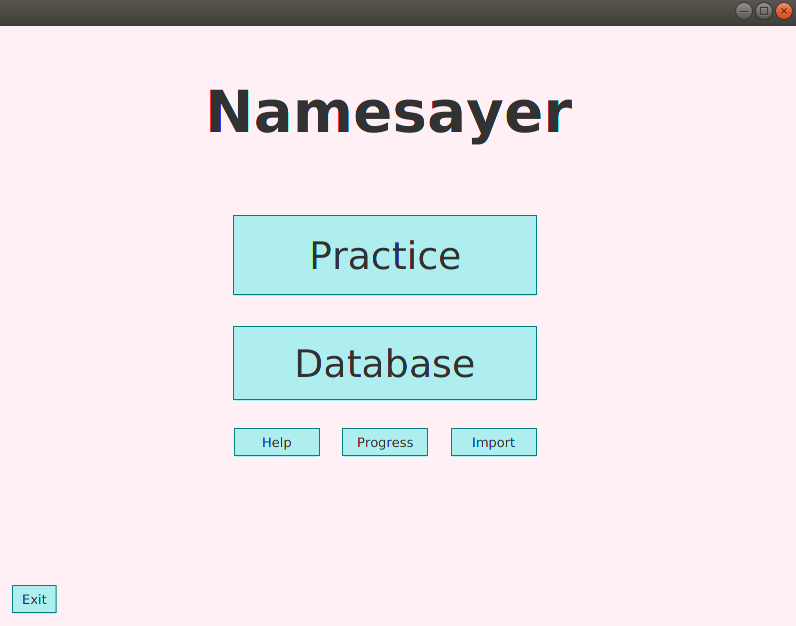 Namesayer
Practice
Database
Help Progress Import
Exit